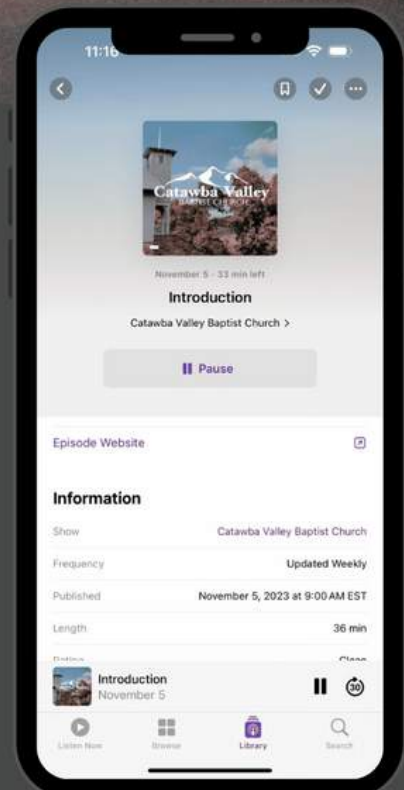 11:16
Catawba Valley
BAPTIST CHURCH
November 5 · 33 min left
Introduction
Catawba Valley Baptist Church >
Pause
Episode Website
Information
Show Catawba Valley Baptist Church
Frequency Updated Weekly
Published November 5, 2023 at 9:00 AM EST
Length 36 min
Rating Clean
Introduction
November 5
30
Listen Now Browse Library Search